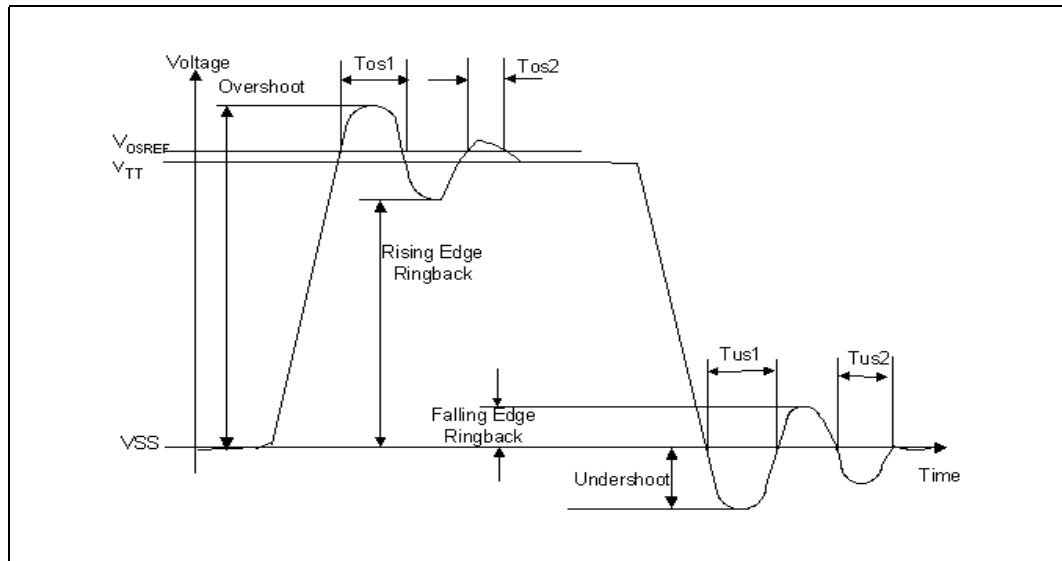 Voltage
Overshoot
Tos1
Tos2
VOSREF
VTT
Rising Edge
Ringback
Tus1
Tus2
Falling Edge
Ringback
VSS
Undershoot
Time